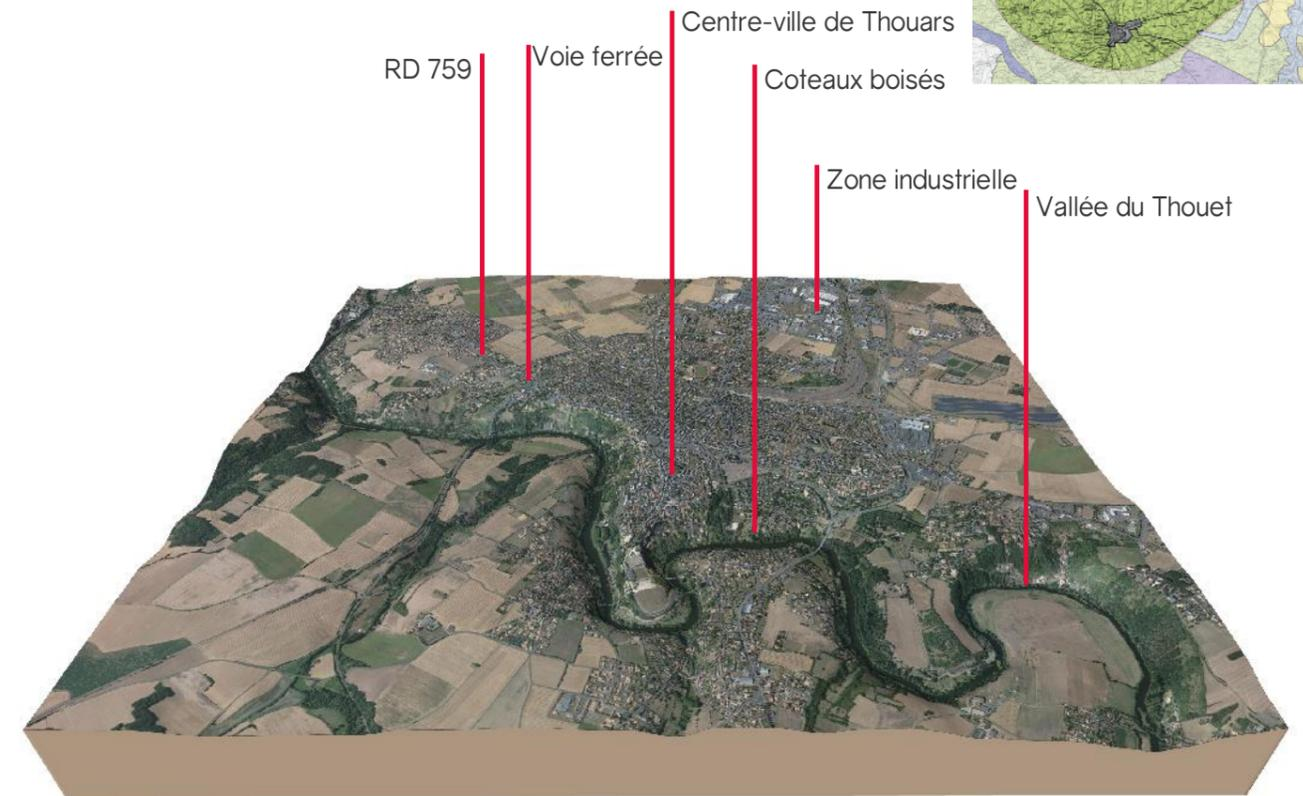 Centre-ville de Thouars
Voie ferrée
RD 759
Coteaux boisés
Zone industrielle
Vallée du Thouet